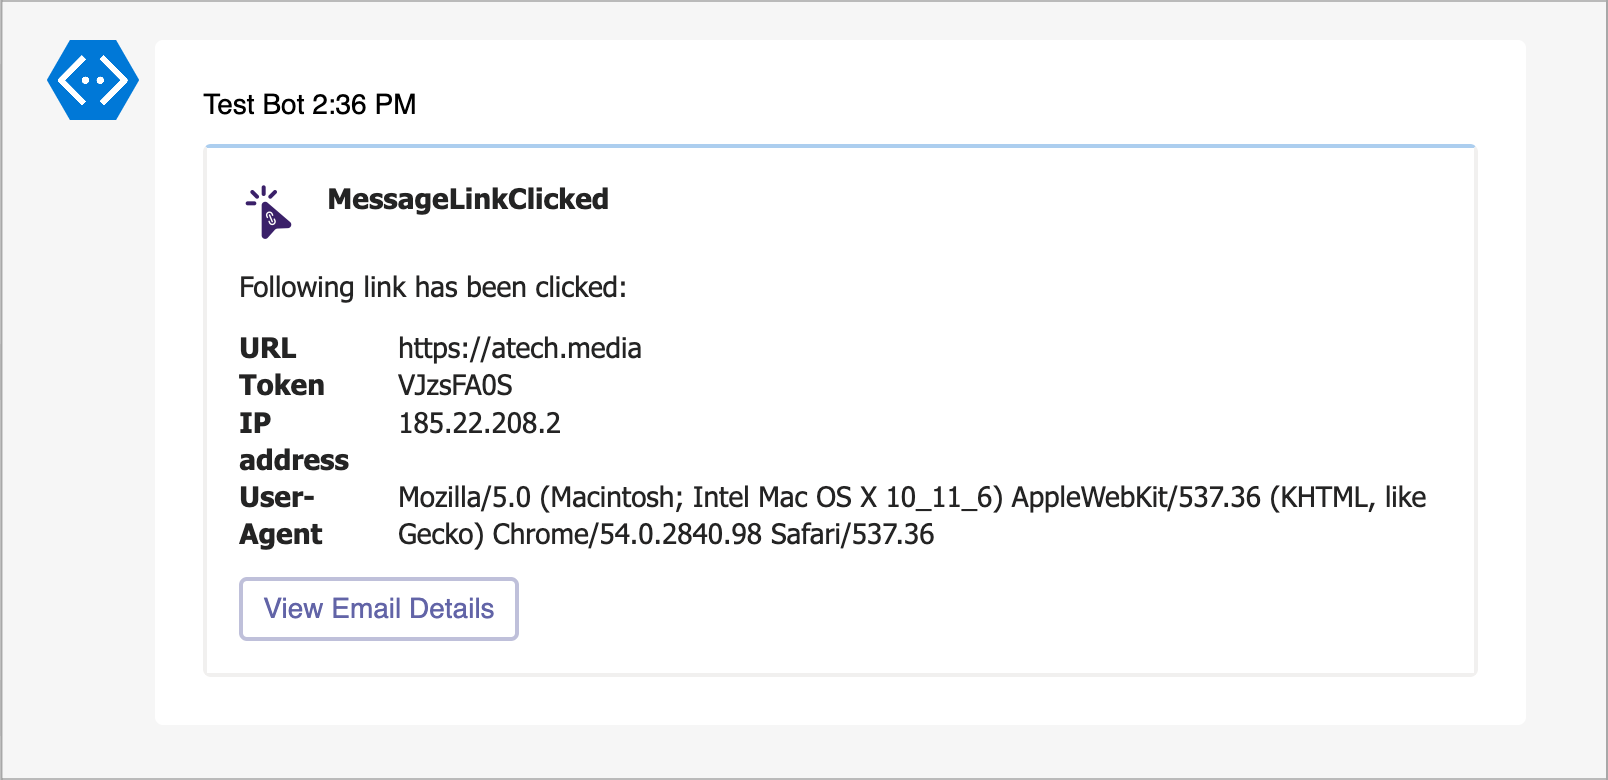 Test Bot 2:36 PM
MessageLinkClicked
Following link has been clicked:
URL https://atech.media
Token VJzsFA0S
IP 185.22.208.2
address
User- Mozilla/5.0 (Macintosh; Intel Mac OS X 10_11_6) AppleWebKit/537.36 (KHTML, like
Agent Gecko) Chrome/54.0.2840.98 Safari/537.36
View Email Details